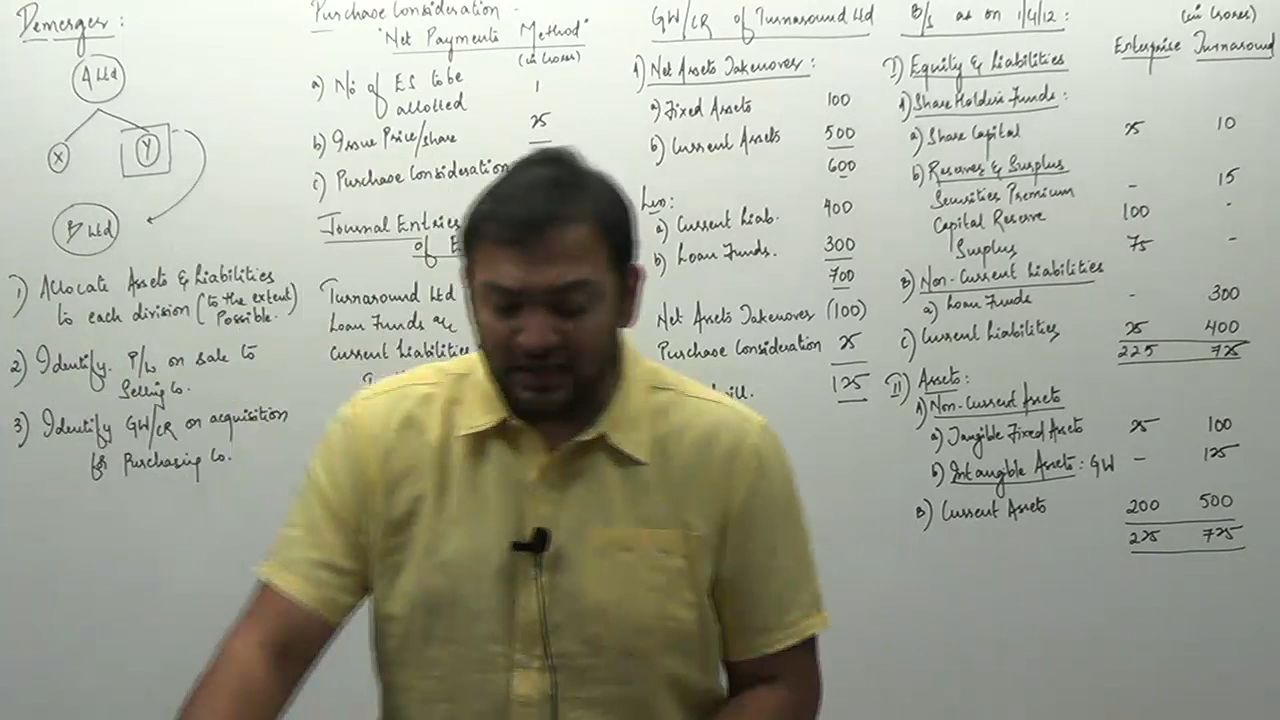 Demerger:
A Ltd
X
Y
B Ltd
1) Allocate Assets & Liabilities
to each division (to the extent)
Possible.
2) Identify P/L on sale to
Selling Co.
3) Identify GW/CR on acquisition
for Purchasing Co.
Purchase Consideration -
"Net Payments Method"
(in Crores)
a) No. of ES to be
allotted 1
b) Issue Price/share 25
c) Purchase Consideration
Journal Entries
of E
Turnaround Ltd
Loan Funds a/c
Current Liabilities
GW/CR of Turnaround Ltd
1) Net Assets Takenover:
a) Fixed Assets 100
b) Current Assets 500
600
Less:
a) Current Liab. 400
b) Loan Funds. 300
700
Net Assets Takenover (100)
Purchase Consideration 25
ill. 125
B/S as on 1/4/12: (in Crores)
Enterprise Turnaround
I) Equity & Liabilities
A) Share Holders Funds:
a) Share Capital 25 10
b) Reserves & Surplus
Securities Premium - 15
Capital Reserve 100 -
Surplus 75 -
B) Non-Current Liabilities
a) Loan Funds - 300
C) Current Liabilities 25 400
225 725
II) Assets:
A) Non-Current Assets
a) Tangible Fixed Assets 25 100
b) Intangible Assets: GW - 125
B) Current Assets 200 500
225 725